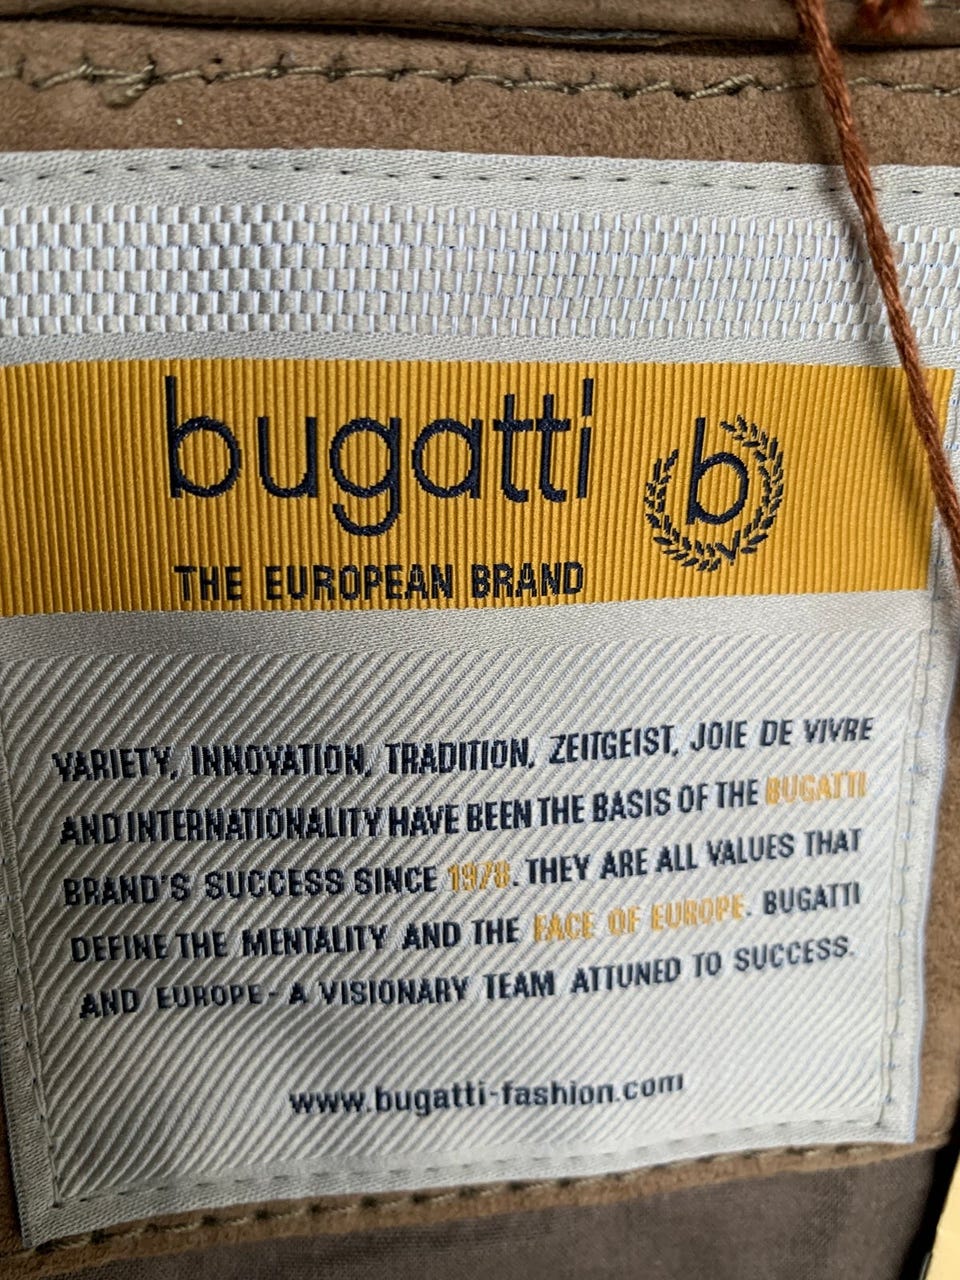 bugatti b
THE EUROPEAN BRAND
VARIETY, INNOVATION, TRADITION, ZEITGEIST, JOIE DE VIVRE
AND INTERNATIONALITY HAVE BEEN THE BASIS OF THE BUGATTI
BRAND'S SUCCESS SINCE 1978. THEY ARE ALL VALUES THAT
DEFINE THE MENTALITY AND THE FACE OF EUROPE. BUGATTI
AND EUROPE - A VISIONARY TEAM ATTUNED TO SUCCESS.
www.bugatti-fashion.com